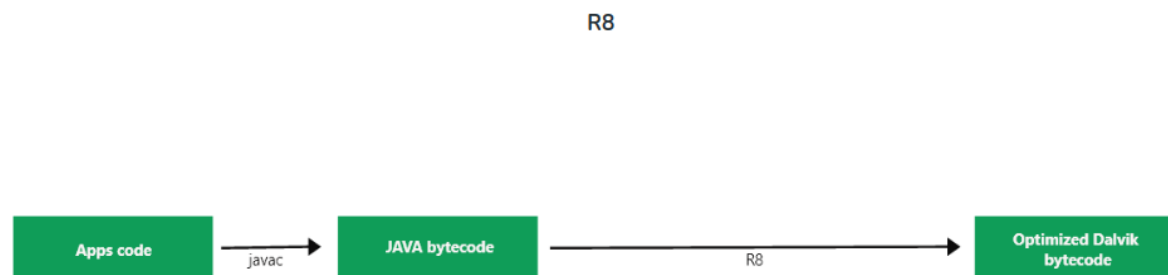 R8
Apps code
javac
JAVA bytecode
R8
Optimized Dalvik
bytecode